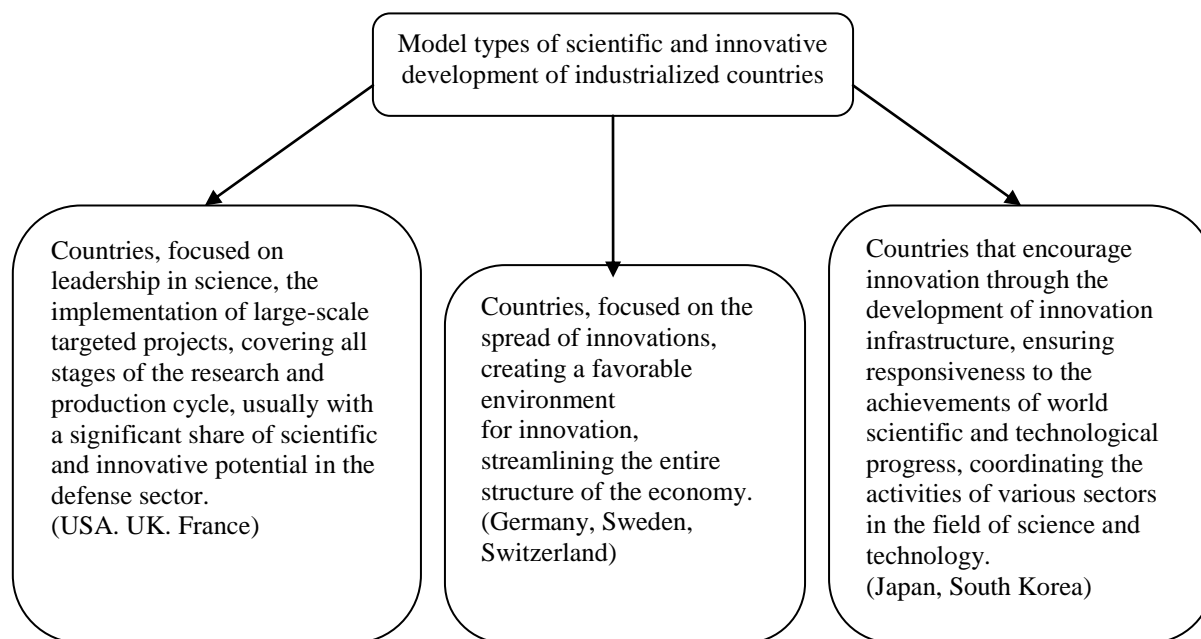 Model types of scientific and innovative
development of industrialized countries
Countries, focused on
leadership in science, the
implementation of large-scale
targeted projects, covering all
stages of the research and
production cycle, usually with
a significant share of scientific
and innovative potential in the
defense sector.
(USA. UK. France)
Countries, focused on the
spread of innovations,
creating a favorable
environment
for innovation,
streamlining the entire
structure of the economy.
(Germany, Sweden,
Switzerland)
Countries that encourage
innovation through the
development of innovation
infrastructure, ensuring
responsiveness to the
achievements of world
scientific and technological
progress, coordinating the
activities of various sectors
in the field of science and
technology.
(Japan, South Korea)